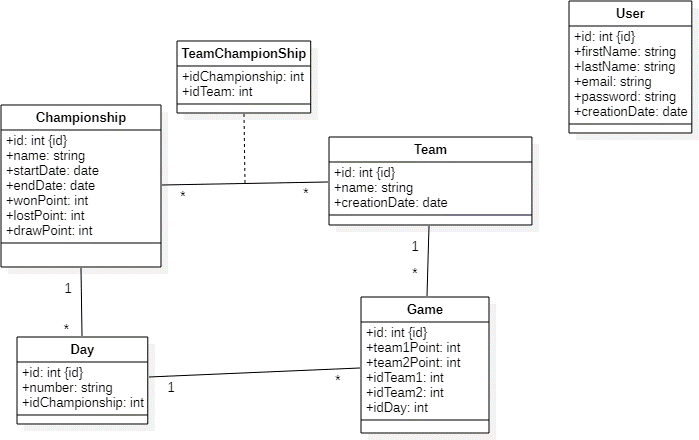 User
+id: int {id}
+firstName: string
+lastName: string
+email: string
+password: string
+creationDate: date
TeamChampionShip
+idChampionship: int
+idTeam: int
Championship
+id: int {id}
+name: string
+startDate: date
+endDate: date
+wonPoint: int
+lostPoint: int
+drawPoint: int
*
*
Team
+id: int {id}
+name: string
+creationDate: date
1
*
1
*
Day
+id: int {id}
+number: string
+idChampionship: int
1
*
Game
+id: int {id}
+team1Point: int
+team2Point: int
+idTeam1: int
+idTeam2: int
+idDay: int